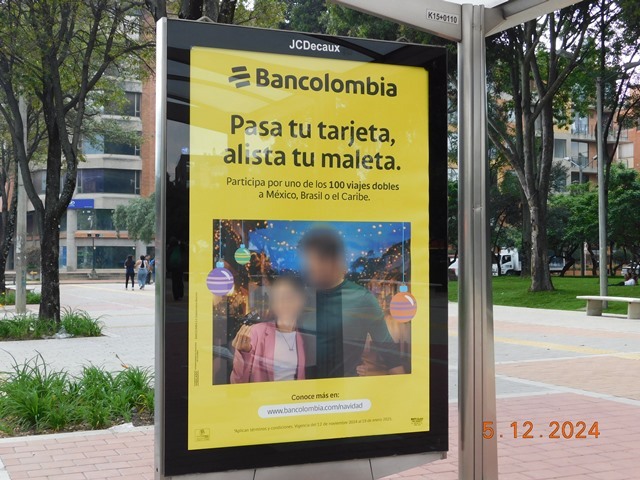 K15+0110
JCDecaux
Bancolombia
Pasa tu tarjeta,
alista tu maleta.
Participa por uno de los 100 viajes dobles
a México, Brasil o el Caribe.
Conoce más en:
www.bancolombia.com/navidad
5.12.2024